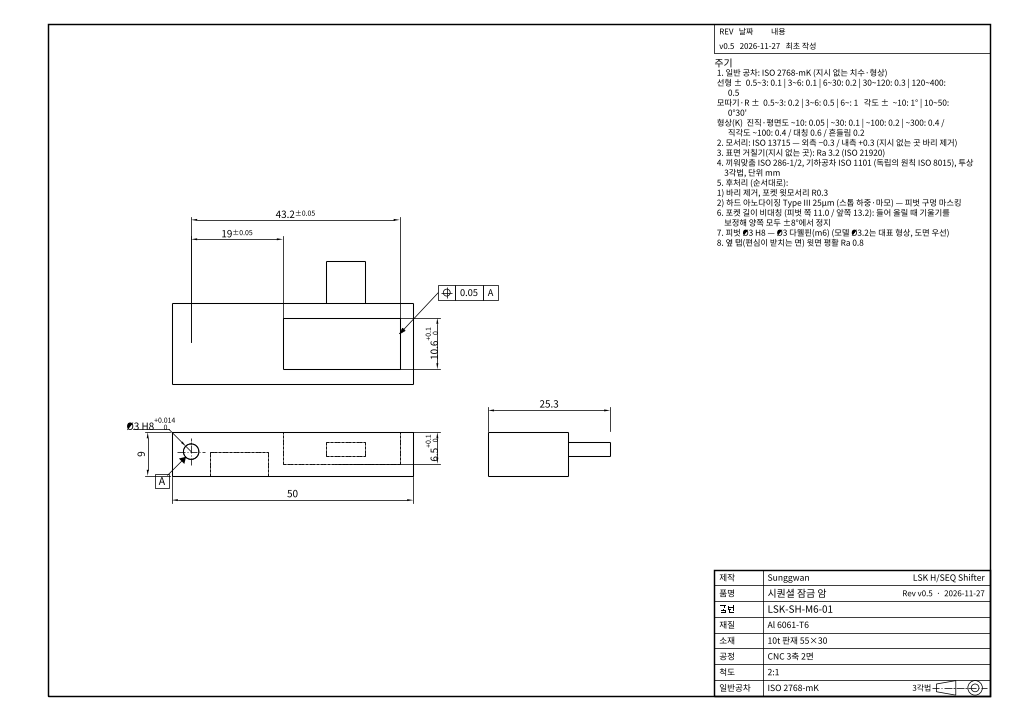 REV 날짜 내용
v0.5 2026-11-27 최초 작성
주기
1. 일반 공차: ISO 2768-mK (지시 없는 치수·형상)
선형 ± 0.5~3: 0.1 | 3~6: 0.1 | 6~30: 0.2 | 30~120: 0.3 | 120~400:
0.5
모따기·R ± 0.5~3: 0.2 | 3~6: 0.5 | 6~: 1 각도 ± ~10: 1° | 10~50:
0°30′
형상(K) 진직·평면도 ~10: 0.05 | ~30: 0.1 | ~100: 0.2 | ~300: 0.4 /
직각도 ~100: 0.4 / 대칭 0.6 / 흔들림 0.2
2. 모서리: ISO 13715 — 외측 −0.3 / 내측 +0.3 (지시 없는 곳 바리 제거)
3. 표면 거칠기(지시 없는 곳): Ra 3.2 (ISO 21920)
4. 끼워맞춤 ISO 286-1/2, 기하공차 ISO 1101 (독립의 원칙 ISO 8015), 투상
3각법, 단위 mm
5. 후처리 (순서대로):
1) 바리 제거, 포켓 윗모서리 R0.3
2) 하드 아노다이징 Type III 25μm (스톱 하중·마모) — 피벗 구멍 마스킹
6. 포켓 길이 비대칭 (피벗 쪽 11.0 / 앞쪽 13.2): 들어 올릴 때 기울기를
보정해 양쪽 모두 ±8°에서 정지
7. 피벗 Ø3 H8 — Ø3 다웰핀(m6) (모델 Ø3.2는 대표 형상, 도면 우선)
8. 옆 탭(편심이 받치는 면) 윗면 평활 Ra 0.8
43.2±0.05
19±0.05
⌖ 0.05 A
10.6 +0.1 0
25.3
Ø3 H8 +0.014 0
9
6.5 +0.1 0
A
50
제작 Sunggwan LSK H/SEQ Shifter
품명 시퀀셜 잠금 암 Rev v0.5 · 2026-11-27
품번 LSK-SH-M6-01
재질 Al 6061-T6
소재 10t 판재 55×30
공정 CNC 3축 2면
척도 2:1
일반공차 ISO 2768-mK 3각법